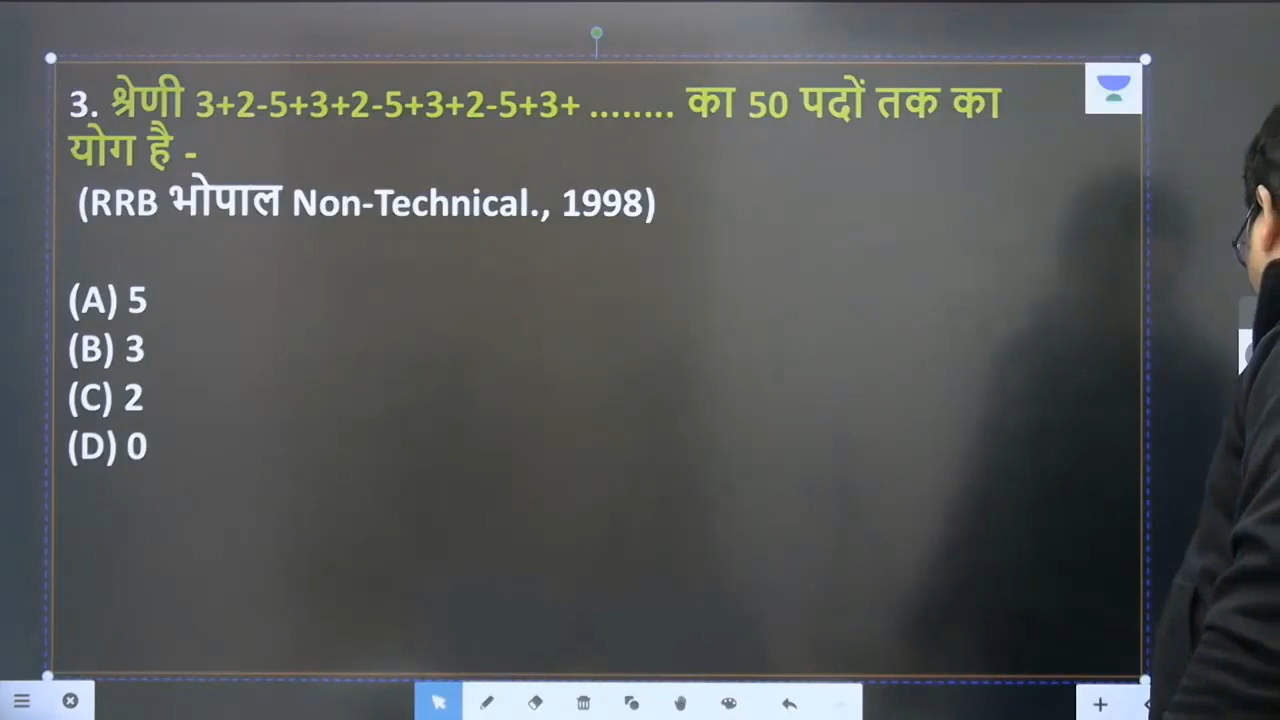 3. श्रेणी 3+2-5+3+2-5+3+2-5+3+ ........ का 50 पदों तक का
योग है -
(RRB भोपाल Non-Technical., 1998)
(A) 5
(B) 3
(C) 2
(D) 0